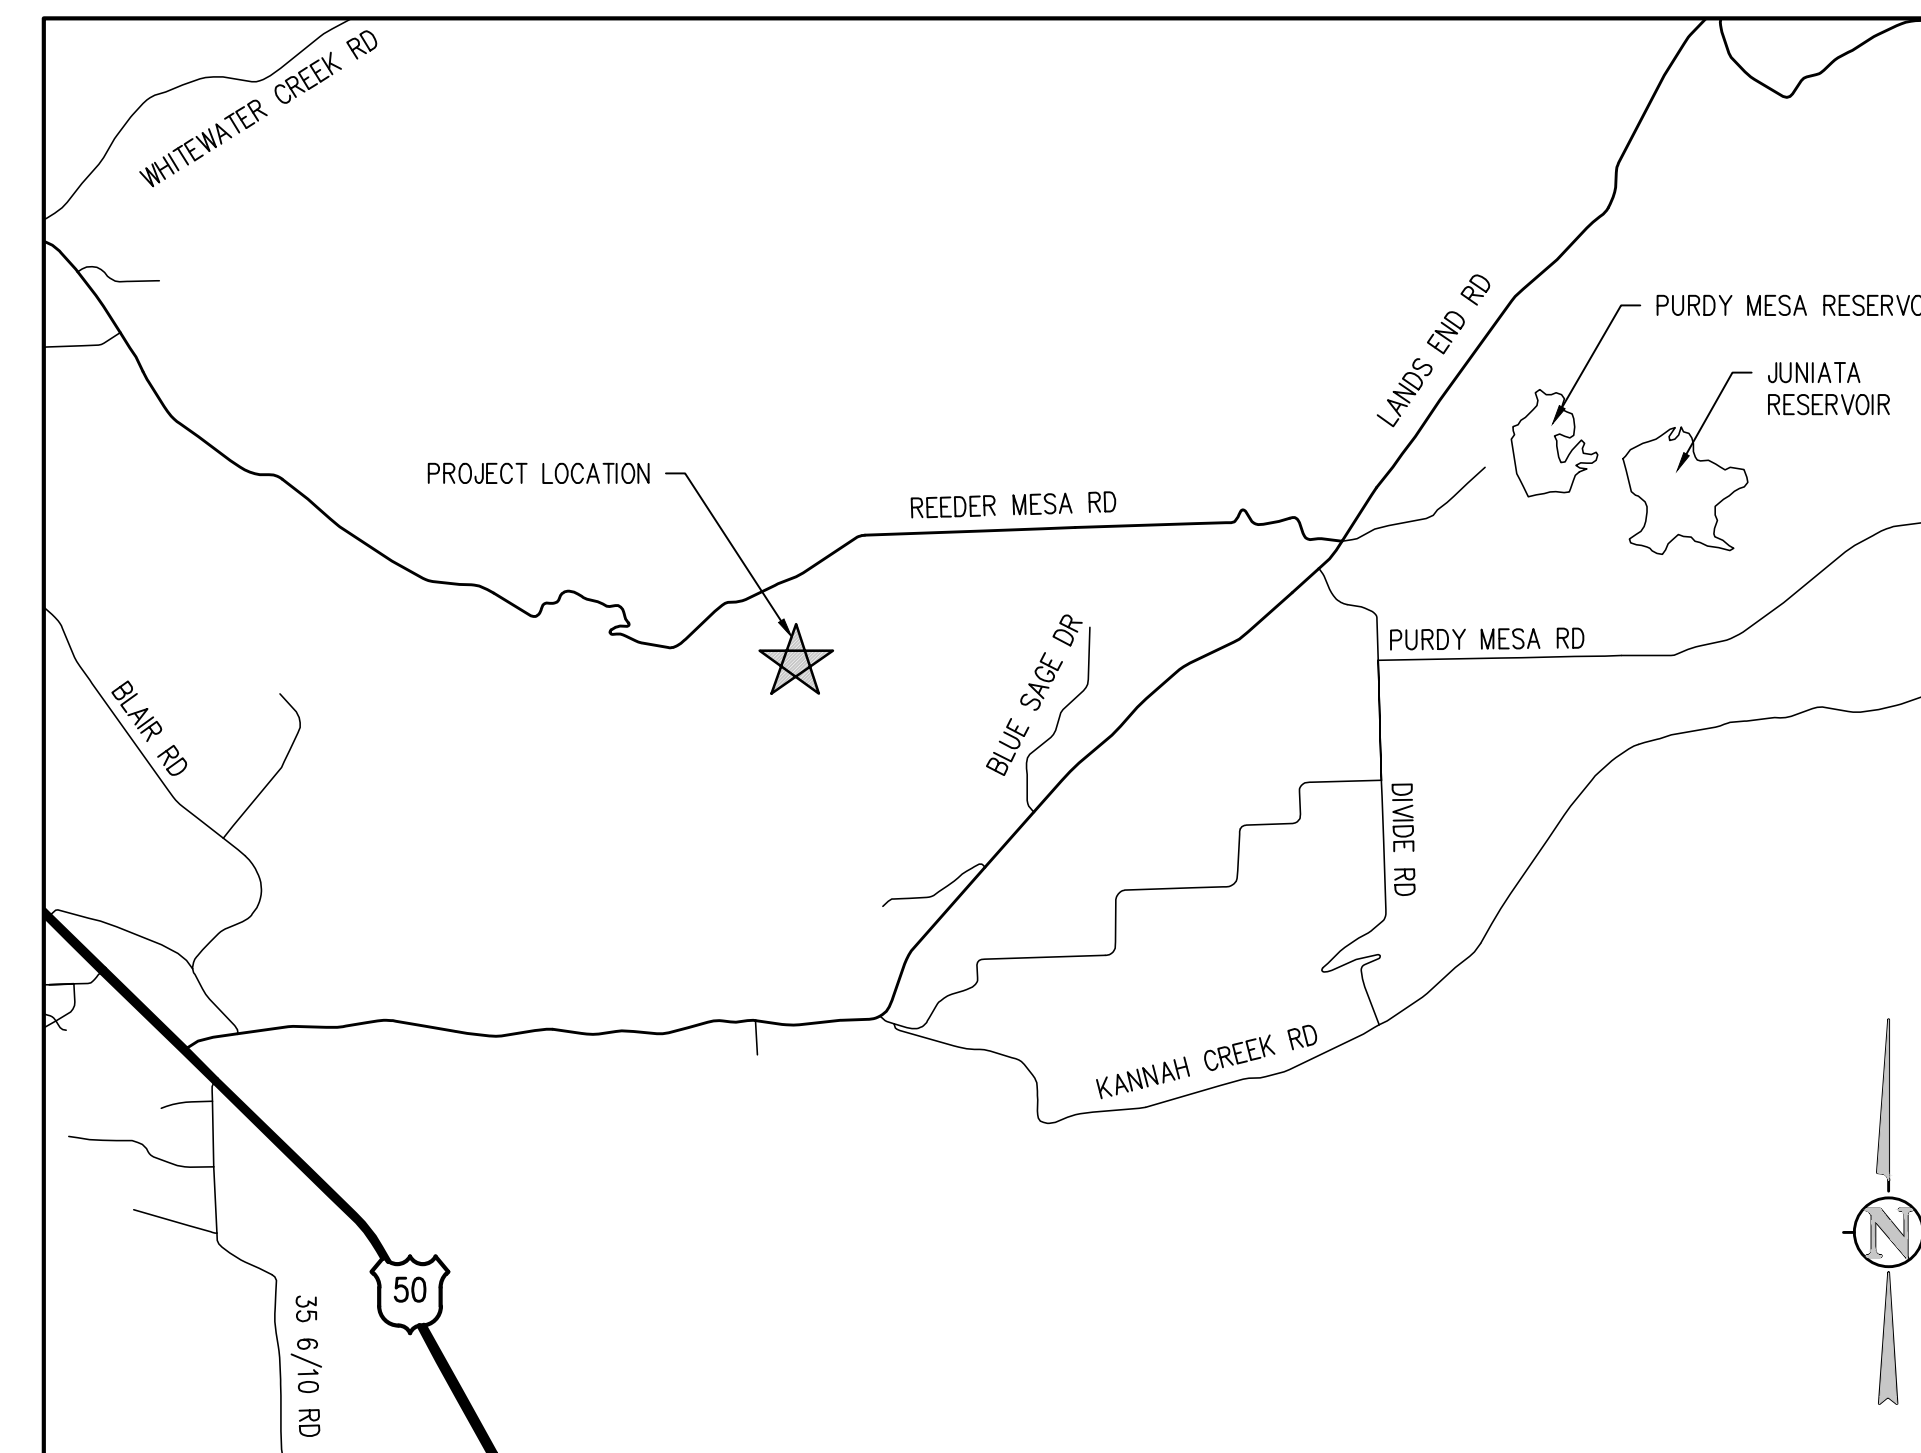 WHITEWATER CREEK RD
LANDS END RD
PURDY MESA RESERVO
JUNIATA
RESERVOIR
PROJECT LOCATION
REEDER MESA RD
BLUE SAGE DR
PURDY MESA RD
BLAIR RD
DIVIDE RD
KANNAH CREEK RD
N
50
35 6/10 RD